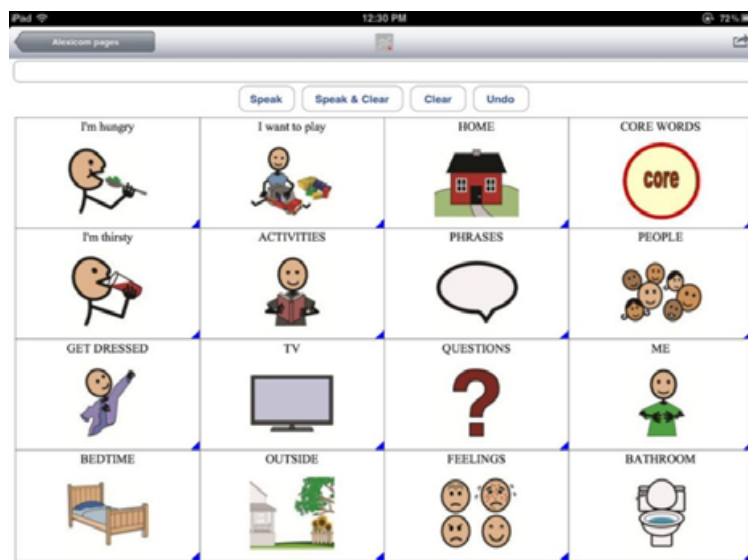 iPad 12:30 PM 72%
Alexicom pages
Speak Speak & Clear Clear Undo
I'm hungry I want to play HOME CORE WORDS
core
I'm thirsty ACTIVITIES PHRASES PEOPLE
GET DRESSED TV QUESTIONS ME
?
BEDTIME OUTSIDE FEELINGS BATHROOM